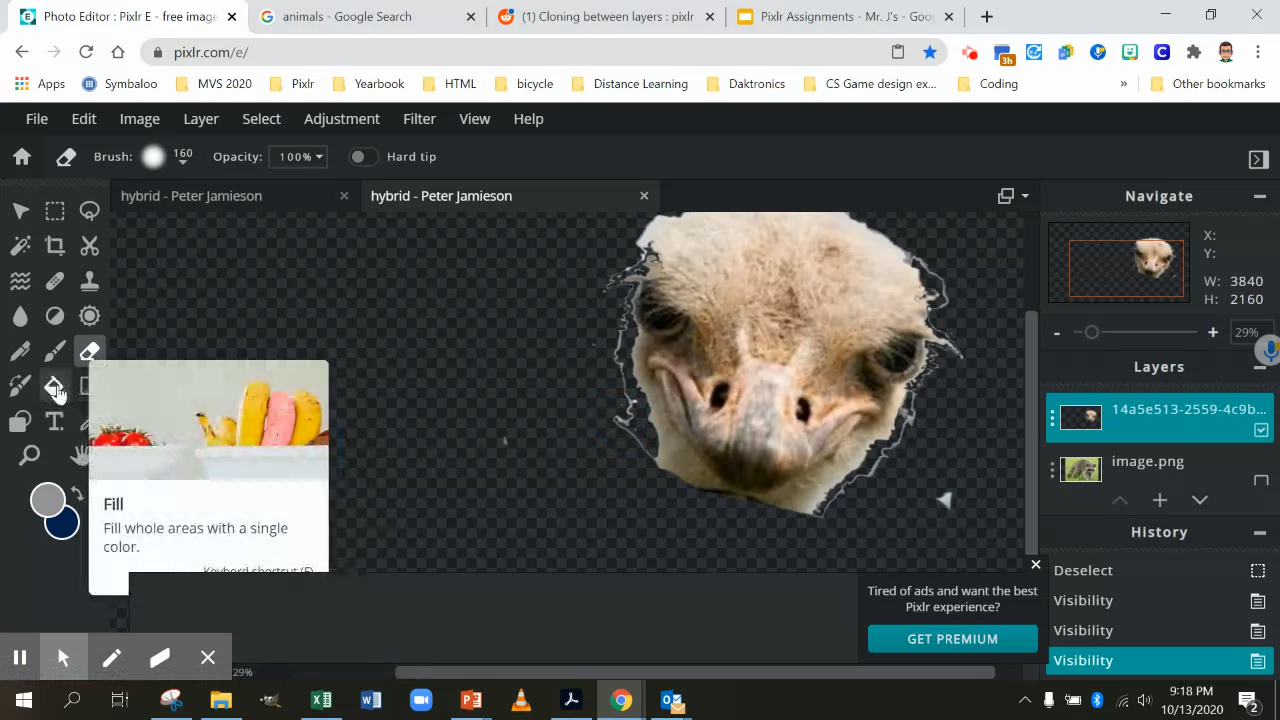 Photo Editor : Pixlr E - free image
animals - Google Search
(1) Cloning between layers : pixlr
Pixlr Assignments - Mr. J's - Goo
pixlr.com/e/
3h
Apps
Symbaloo
MVS 2020
Pixlr
Yearbook
HTML
bicycle
Distance Learning
Daktronics
CS Game design ex...
Coding
»
Other bookmarks
File Edit Image Layer Select Adjustment Filter View Help
Brush: 160 Opacity: 100% Hard tip
hybrid - Peter Jamieson
hybrid - Peter Jamieson
Navigate
X:
Y:
W: 3840
H: 2160
- + 29%
Layers
14a5e513-2559-4c9b...
image.png
History
Deselect
Visibility
Visibility
Visibility
Fill
Fill whole areas with a single
color.
Keybord shortcut (F)
Tired of ads and want the best
Pixlr experience?
GET PREMIUM
29%
9:18 PM
10/13/2020
2